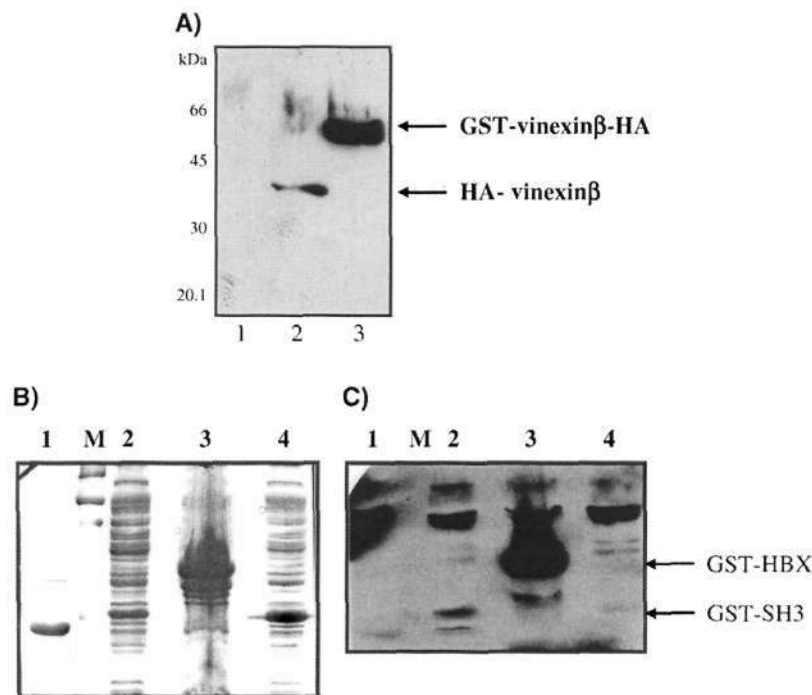 A)
kDa
66
GST-vinexinβ-HA
45
HA- vinexinβ
30
20.1
1 2 3
B)
1 M 2 3 4
C)
1 M 2 3 4
GST-HBX
GST-SH3